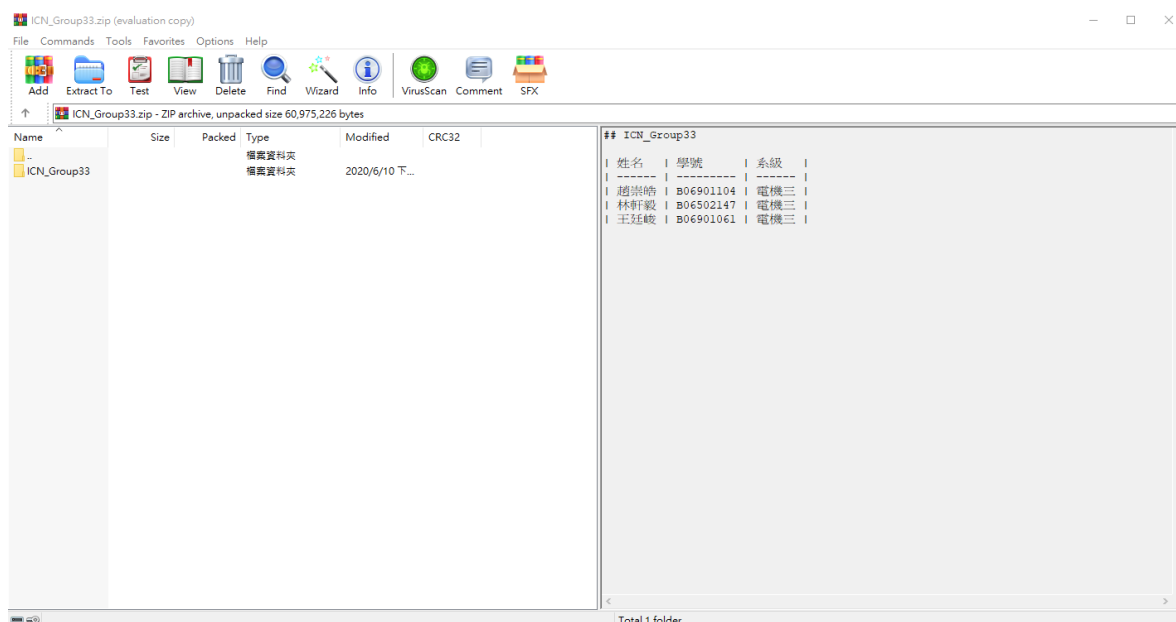 ICN_Group33.zip (evaluation copy)
File Commands Tools Favorites Options Help
Add Extract To Test View Delete Find Wizard Info VirusScan Comment SFX
ICN_Group33.zip - ZIP archive, unpacked size 60,975,226 bytes
Name Size Packed Type Modified CRC32
.. 檔案資料夾
ICN_Group33 檔案資料夾 2020/6/10 下...
## ICN_Group33
| 姓名 | 學號 | 系級 |
| ------ | --------- | ------ |
| 趙崇皓 | B06901104 | 電機三 |
| 林軒毅 | B06502147 | 電機三 |
| 王廷峻 | B06901061 | 電機三 |
Total 1 folder